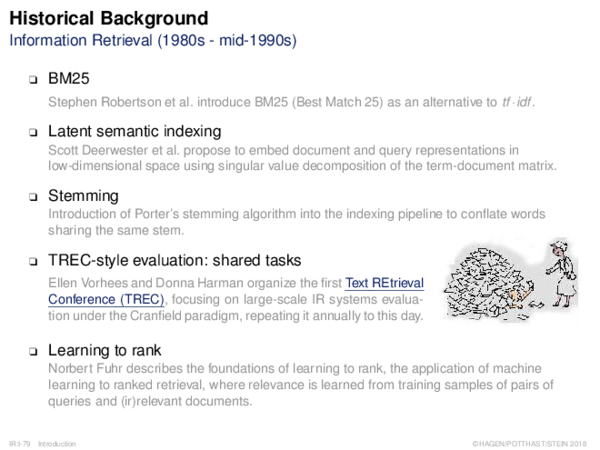 Historical Background
Information Retrieval (1980s - mid-1990s)
❑ BM25
Stephen Robertson et al. introduce BM25 (Best Match 25) as an alternative to tf · idf.
❑ Latent semantic indexing
Scott Deerwester et al. propose to embed document and query representations in
low-dimensional space using singular value decomposition of the term-document matrix.
❑ Stemming
Introduction of Porter's stemming algorithm into the indexing pipeline to conflate words
sharing the same stem.
❑ TREC-style evaluation: shared tasks
Ellen Vorhees and Donna Harman organize the first Text REtrieval
Conference (TREC), focusing on large-scale IR systems evalua-
tion under the Cranfield paradigm, repeating it annually to this day.
❑ Learning to rank
Norbert Fuhr describes the foundations of learning to rank, the application of machine
learning to ranked retrieval, where relevance is learned from training samples of pairs of
queries and (ir)relevant documents.
IR:I-79 Introduction
©HAGEN/POTTHAST/STEIN 2018